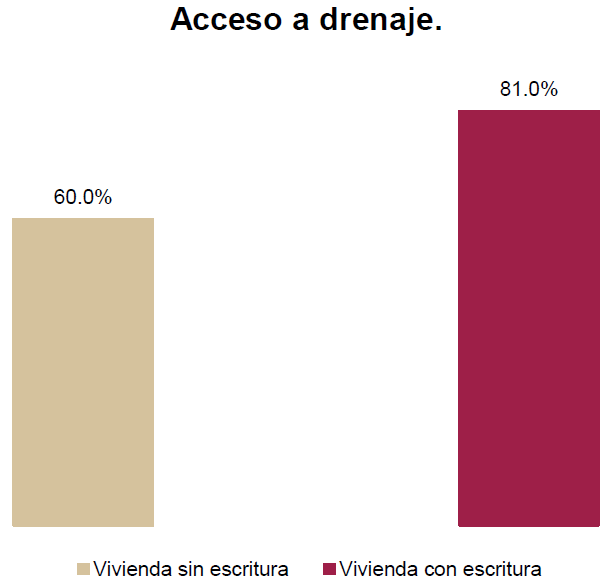 Acceso a drenaje.
81.0%
60.0%
Vivienda sin escritura
Vivienda con escritura